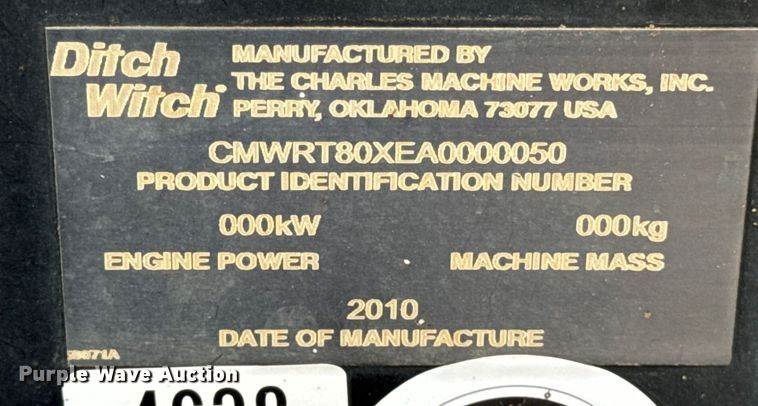 Ditch Witch
MANUFACTURED BY
THE CHARLES MACHINE WORKS, INC.
PERRY, OKLAHOMA 73077 USA
CMWRT80XEA0000050
PRODUCT IDENTIFICATION NUMBER
000kW 000kg
ENGINE POWER MACHINE MASS
2010
DATE OF MANUFACTURE
Purple Wave Auction